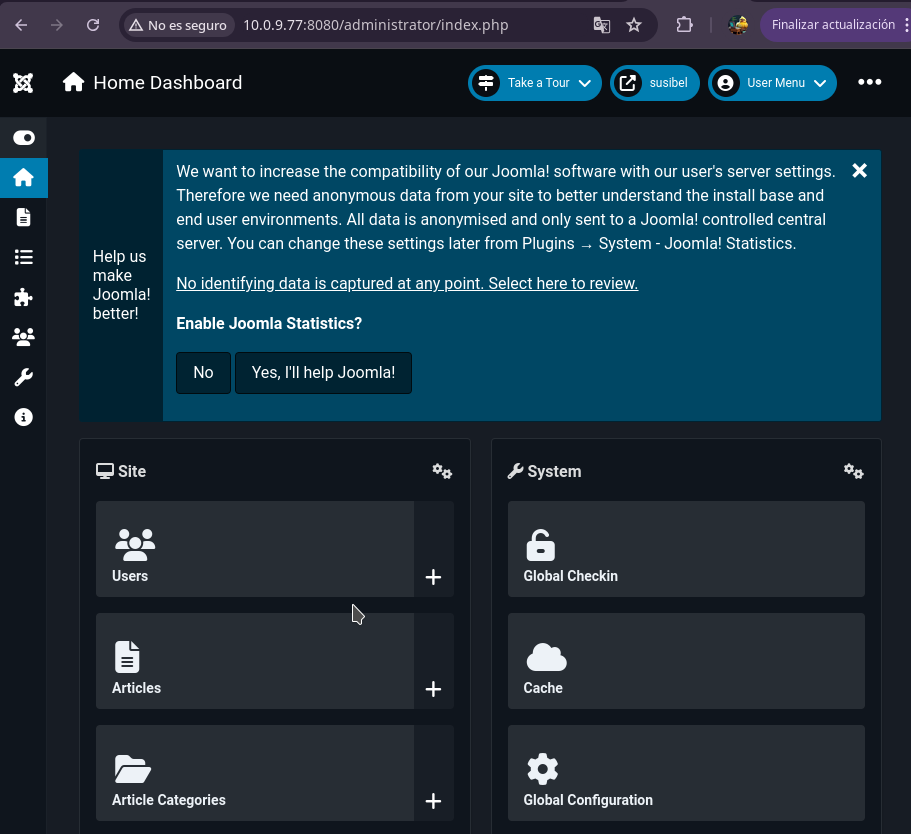 No es seguro
10.0.9.77:8080/administrator/index.php
Finalizar actualización
Home Dashboard
Take a Tour
susibel
User Menu
Help us
make
Joomla!
better!
We want to increase the compatibility of our Joomla! software with our user's server settings.
Therefore we need anonymous data from your site to better understand the install base and
end user environments. All data is anonymised and only sent to a Joomla! controlled central
server. You can change these settings later from Plugins → System - Joomla! Statistics.
No identifying data is captured at any point. Select here to review.
Enable Joomla Statistics?
No
Yes, I'll help Joomla!
Site
Users
Articles
Article Categories
System
Global Checkin
Cache
Global Configuration